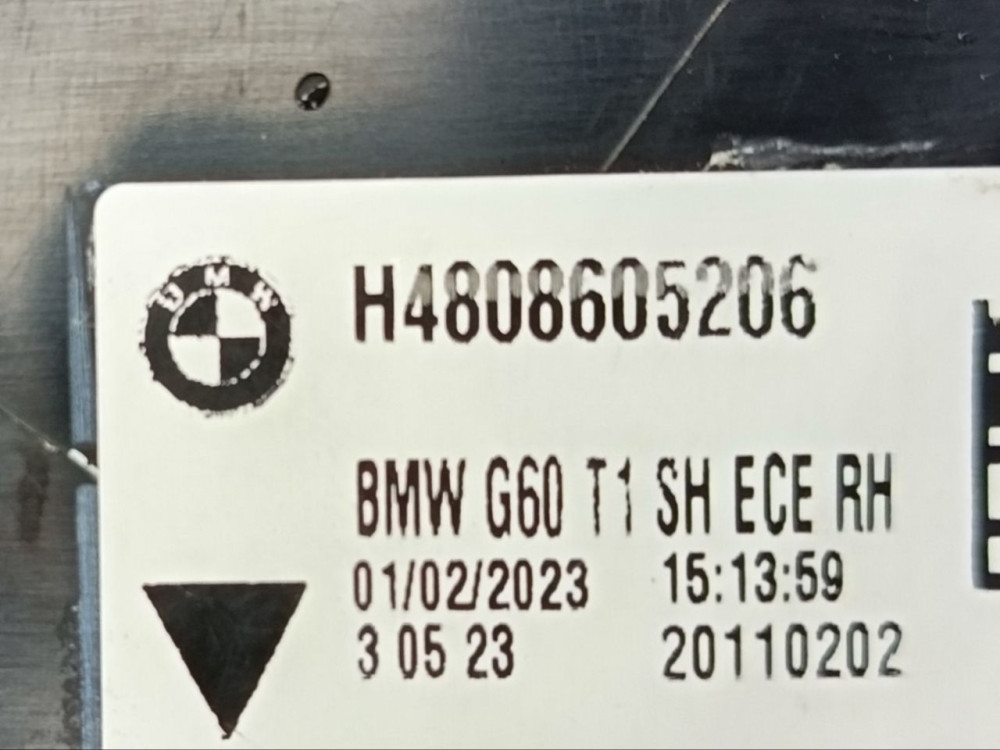 BMW
H4808605206
BMW G60 T1 SH ECE RH
01/02/2023 15:13:59
3 05 23 20110202